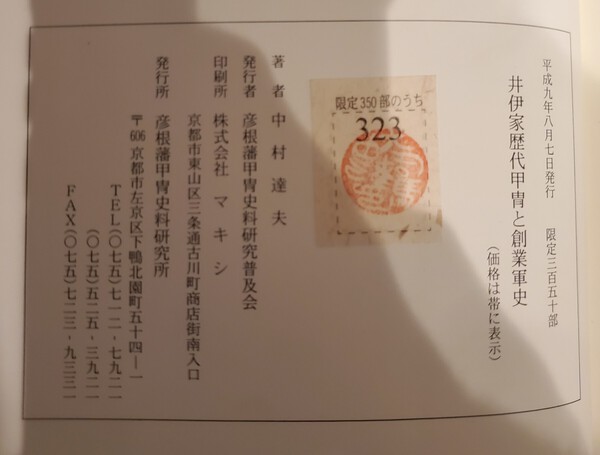 平成九年八月七日発行　限定三百五十部
井伊家歴代甲冑と創業軍史
(価格は帯に表示)
限定350部のうち
323
著者 中村達夫
発行者 彦根藩甲冑史料研究普及会
印刷所 株式会社 マキシ
京都市東山区三条通古川町商店街南入口
発行所 彦根藩甲冑史料研究所
〒606 京都市左京区下鴨北園町五十四―一
TEL(〇七五)七一二-七九二一
(〇七五)五二五-三九二一
FAX(〇七五)七二三-九三三一